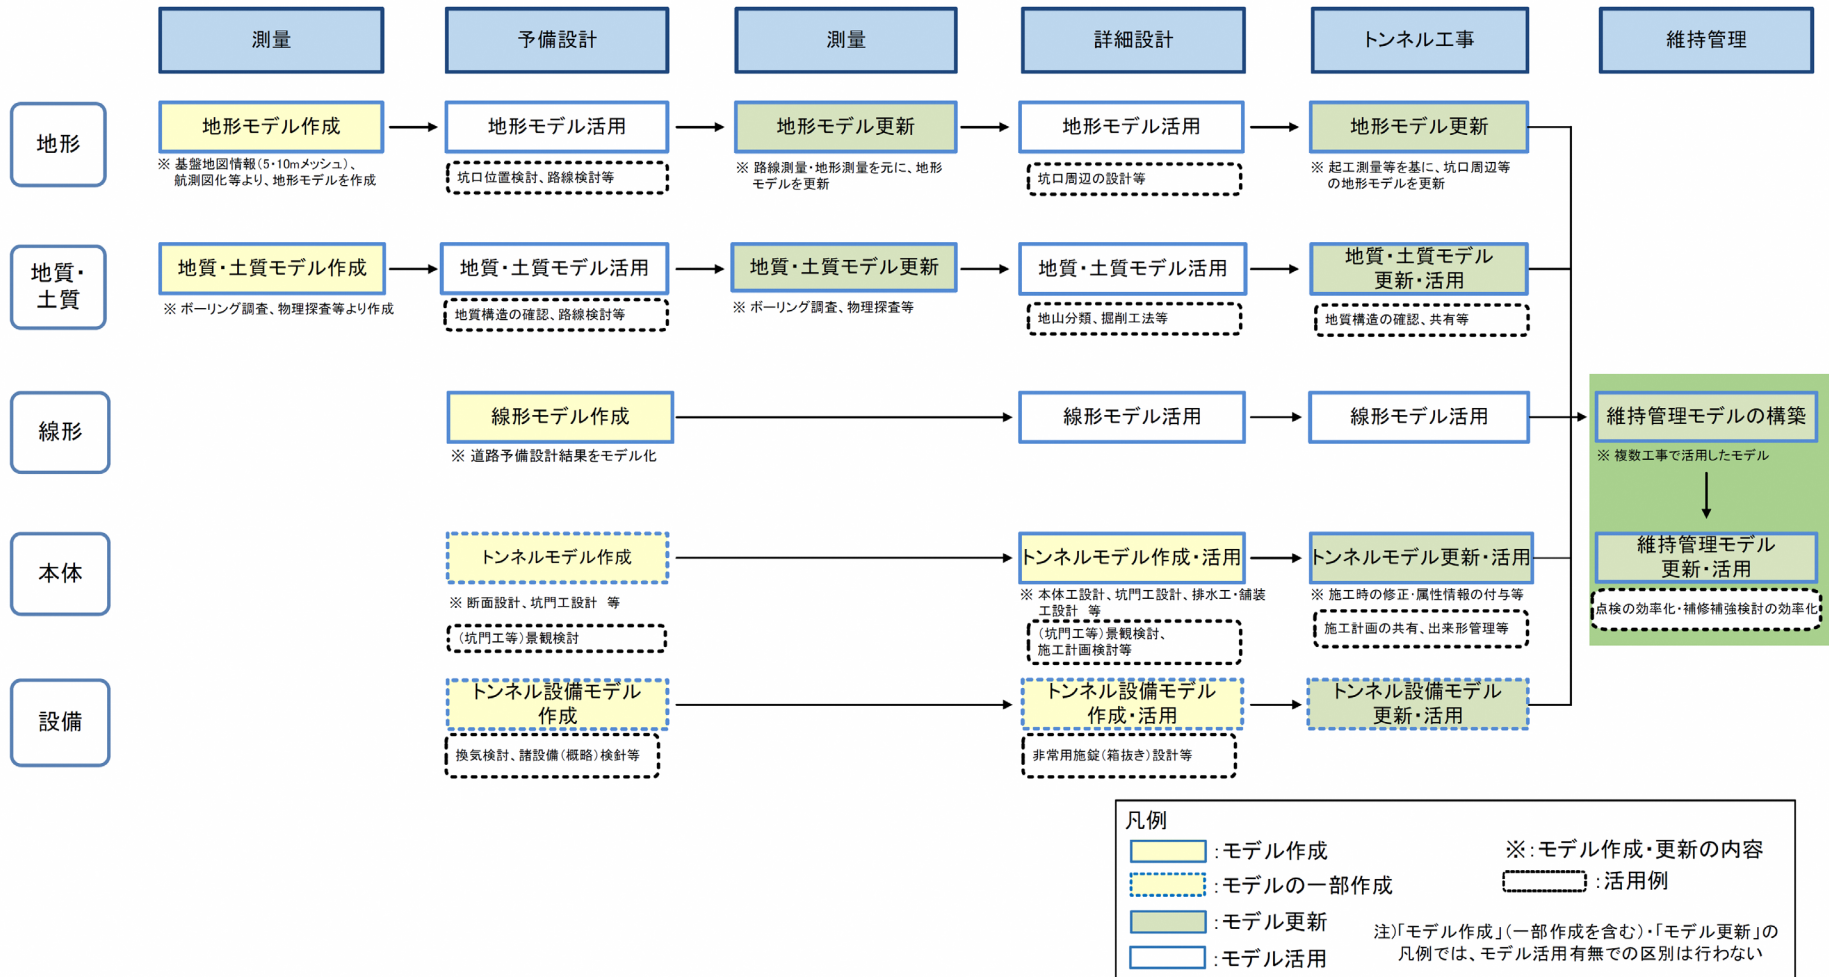 測量
予備設計
測量
詳細設計
トンネル工事
維持管理
地形
地形モデル作成
※ 基盤地図情報(5・10mメッシュ)、
航測図化等より、地形モデルを作成
地形モデル活用
坑口位置検討、路線検討等
地形モデル更新
※ 路線測量・地形測量を元に、地形
モデルを更新
地形モデル活用
坑口周辺の設計等
地形モデル更新
※ 起工測量等を基に、坑口周辺等
の地形モデルを更新
地質・
土質
地質・土質モデル作成
※ ボーリング調査、物理探査等より作成
地質・土質モデル活用
地質構造の確認、路線検討等
地質・土質モデル更新
※ ボーリング調査、物理探査等
地質・土質モデル活用
地山分類、掘削工法等
地質・土質モデル
更新・活用
地質構造の確認、共有等
線形
線形モデル作成
※ 道路予備設計結果をモデル化
線形モデル活用
線形モデル活用
維持管理モデルの構築
※ 複数工事で活用したモデル
本体
トンネルモデル作成
※ 断面設計、坑門工設計 等
(坑門工等)景観検討
トンネルモデル作成・活用
※ 本体工設計、坑門工設計、排水工・舗装
工設計 等
(坑門工等)景観検討、
施工計画検討等
トンネルモデル更新・活用
※ 施工時の修正・属性情報の付与等
施工計画の共有、出来形管理等
維持管理モデル
更新・活用
点検の効率化・補修補強検討の効率化
設備
トンネル設備モデル
作成
換気検討、諸設備(概略)検針等
トンネル設備モデル
作成・活用
非常用施錠(箱抜き)設計等
トンネル設備モデル
更新・活用
凡例
:モデル作成
:モデルの一部作成
:モデル更新
:モデル活用
※:モデル作成・更新の内容
:活用例
注)「モデル作成」(一部作成を含む)・「モデル更新」の
凡例では、モデル活用有無での区別は行わない